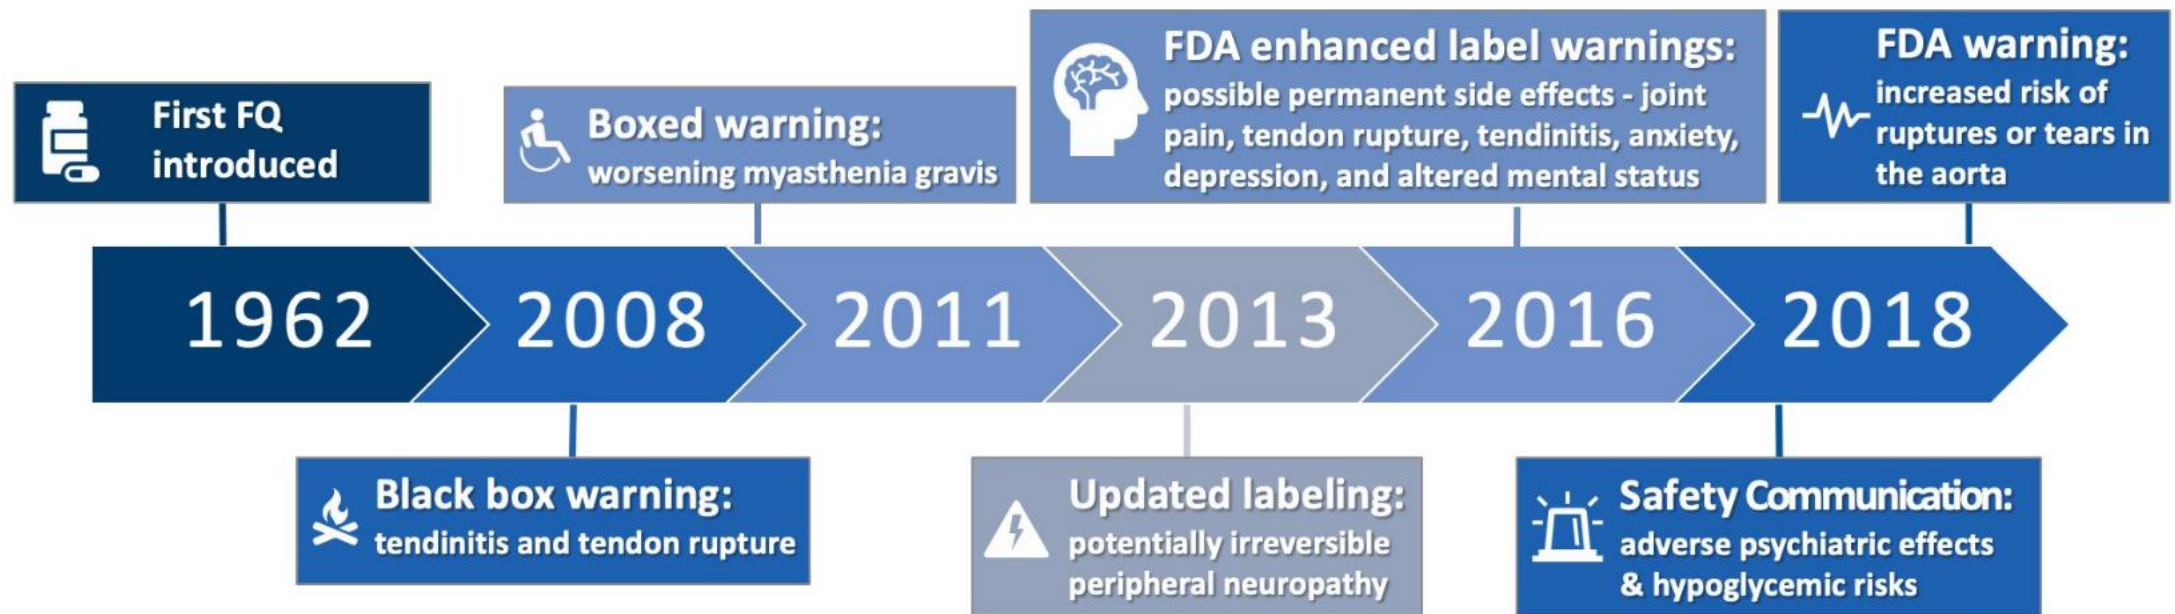 First FQ
introduced
Boxed warning:
worsening myasthenia gravis
FDA enhanced label warnings:
possible permanent side effects - joint
pain, tendon rupture, tendinitis, anxiety,
depression, and altered mental status
FDA warning:
increased risk of
ruptures or tears in
the aorta
1962
2008
2011
2013
2016
2018
Black box warning:
tendinitis and tendon rupture
Updated labeling:
potentially irreversible
peripheral neuropathy
Safety Communication:
adverse psychiatric effects
& hypoglycemic risks